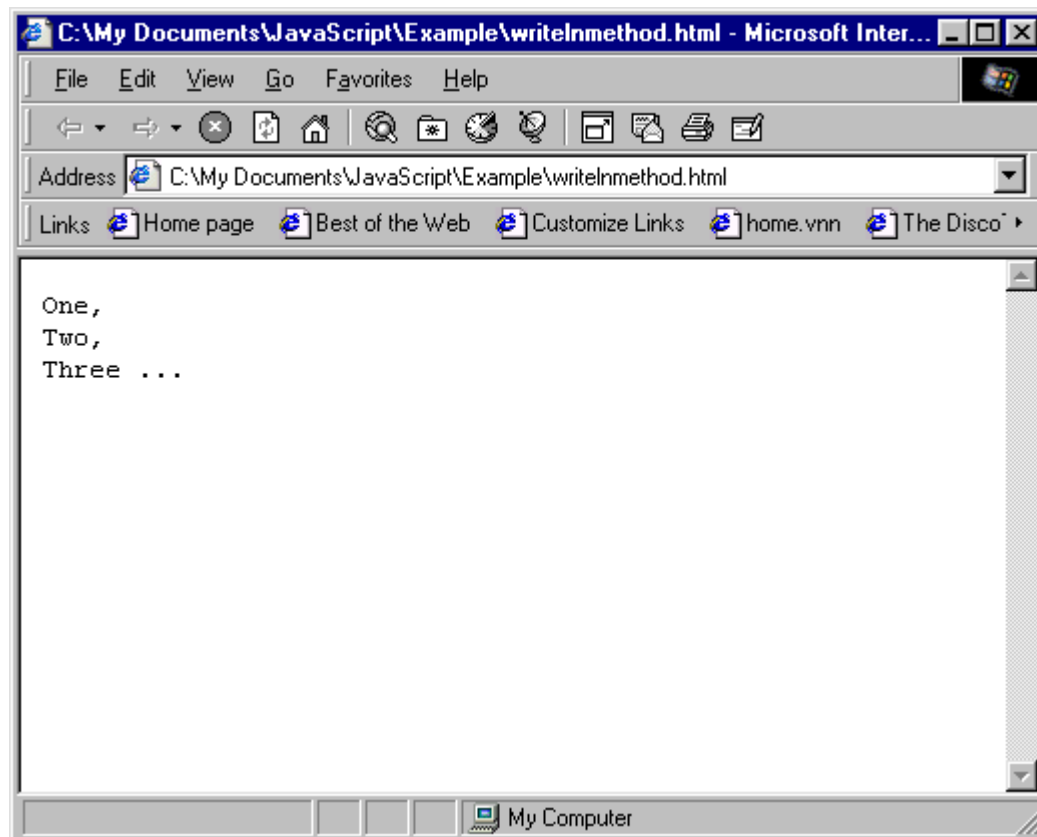 C:\My Documents\JavaScript\Example\writelnmethod.html - Microsoft Inter...
File Edit View Go Favorites Help
Address C:\My Documents\JavaScript\Example\writelnmethod.html
Links Home page Best of the Web Customize Links home.vnn The Disco
One,
Two,
Three ...
My Computer